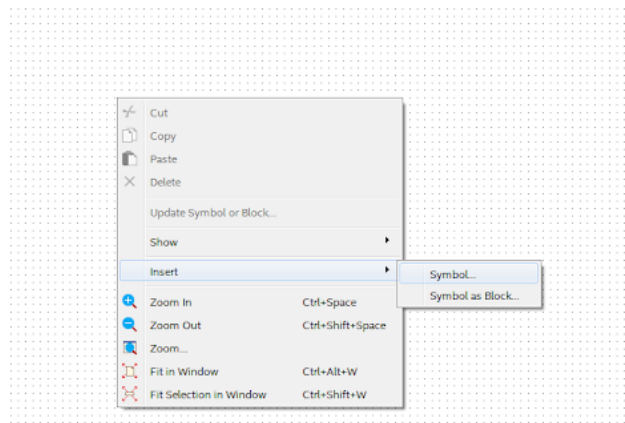 Cut
Copy
Paste
Delete
Update Symbol or Block...
Show
Insert
Symbol...
Symbol as Block...
Zoom In Ctrl+Space
Zoom Out Ctrl+Shift+Space
Zoom...
Fit in Window Ctrl+Alt+W
Fit Selection in Window Ctrl+Shift+W